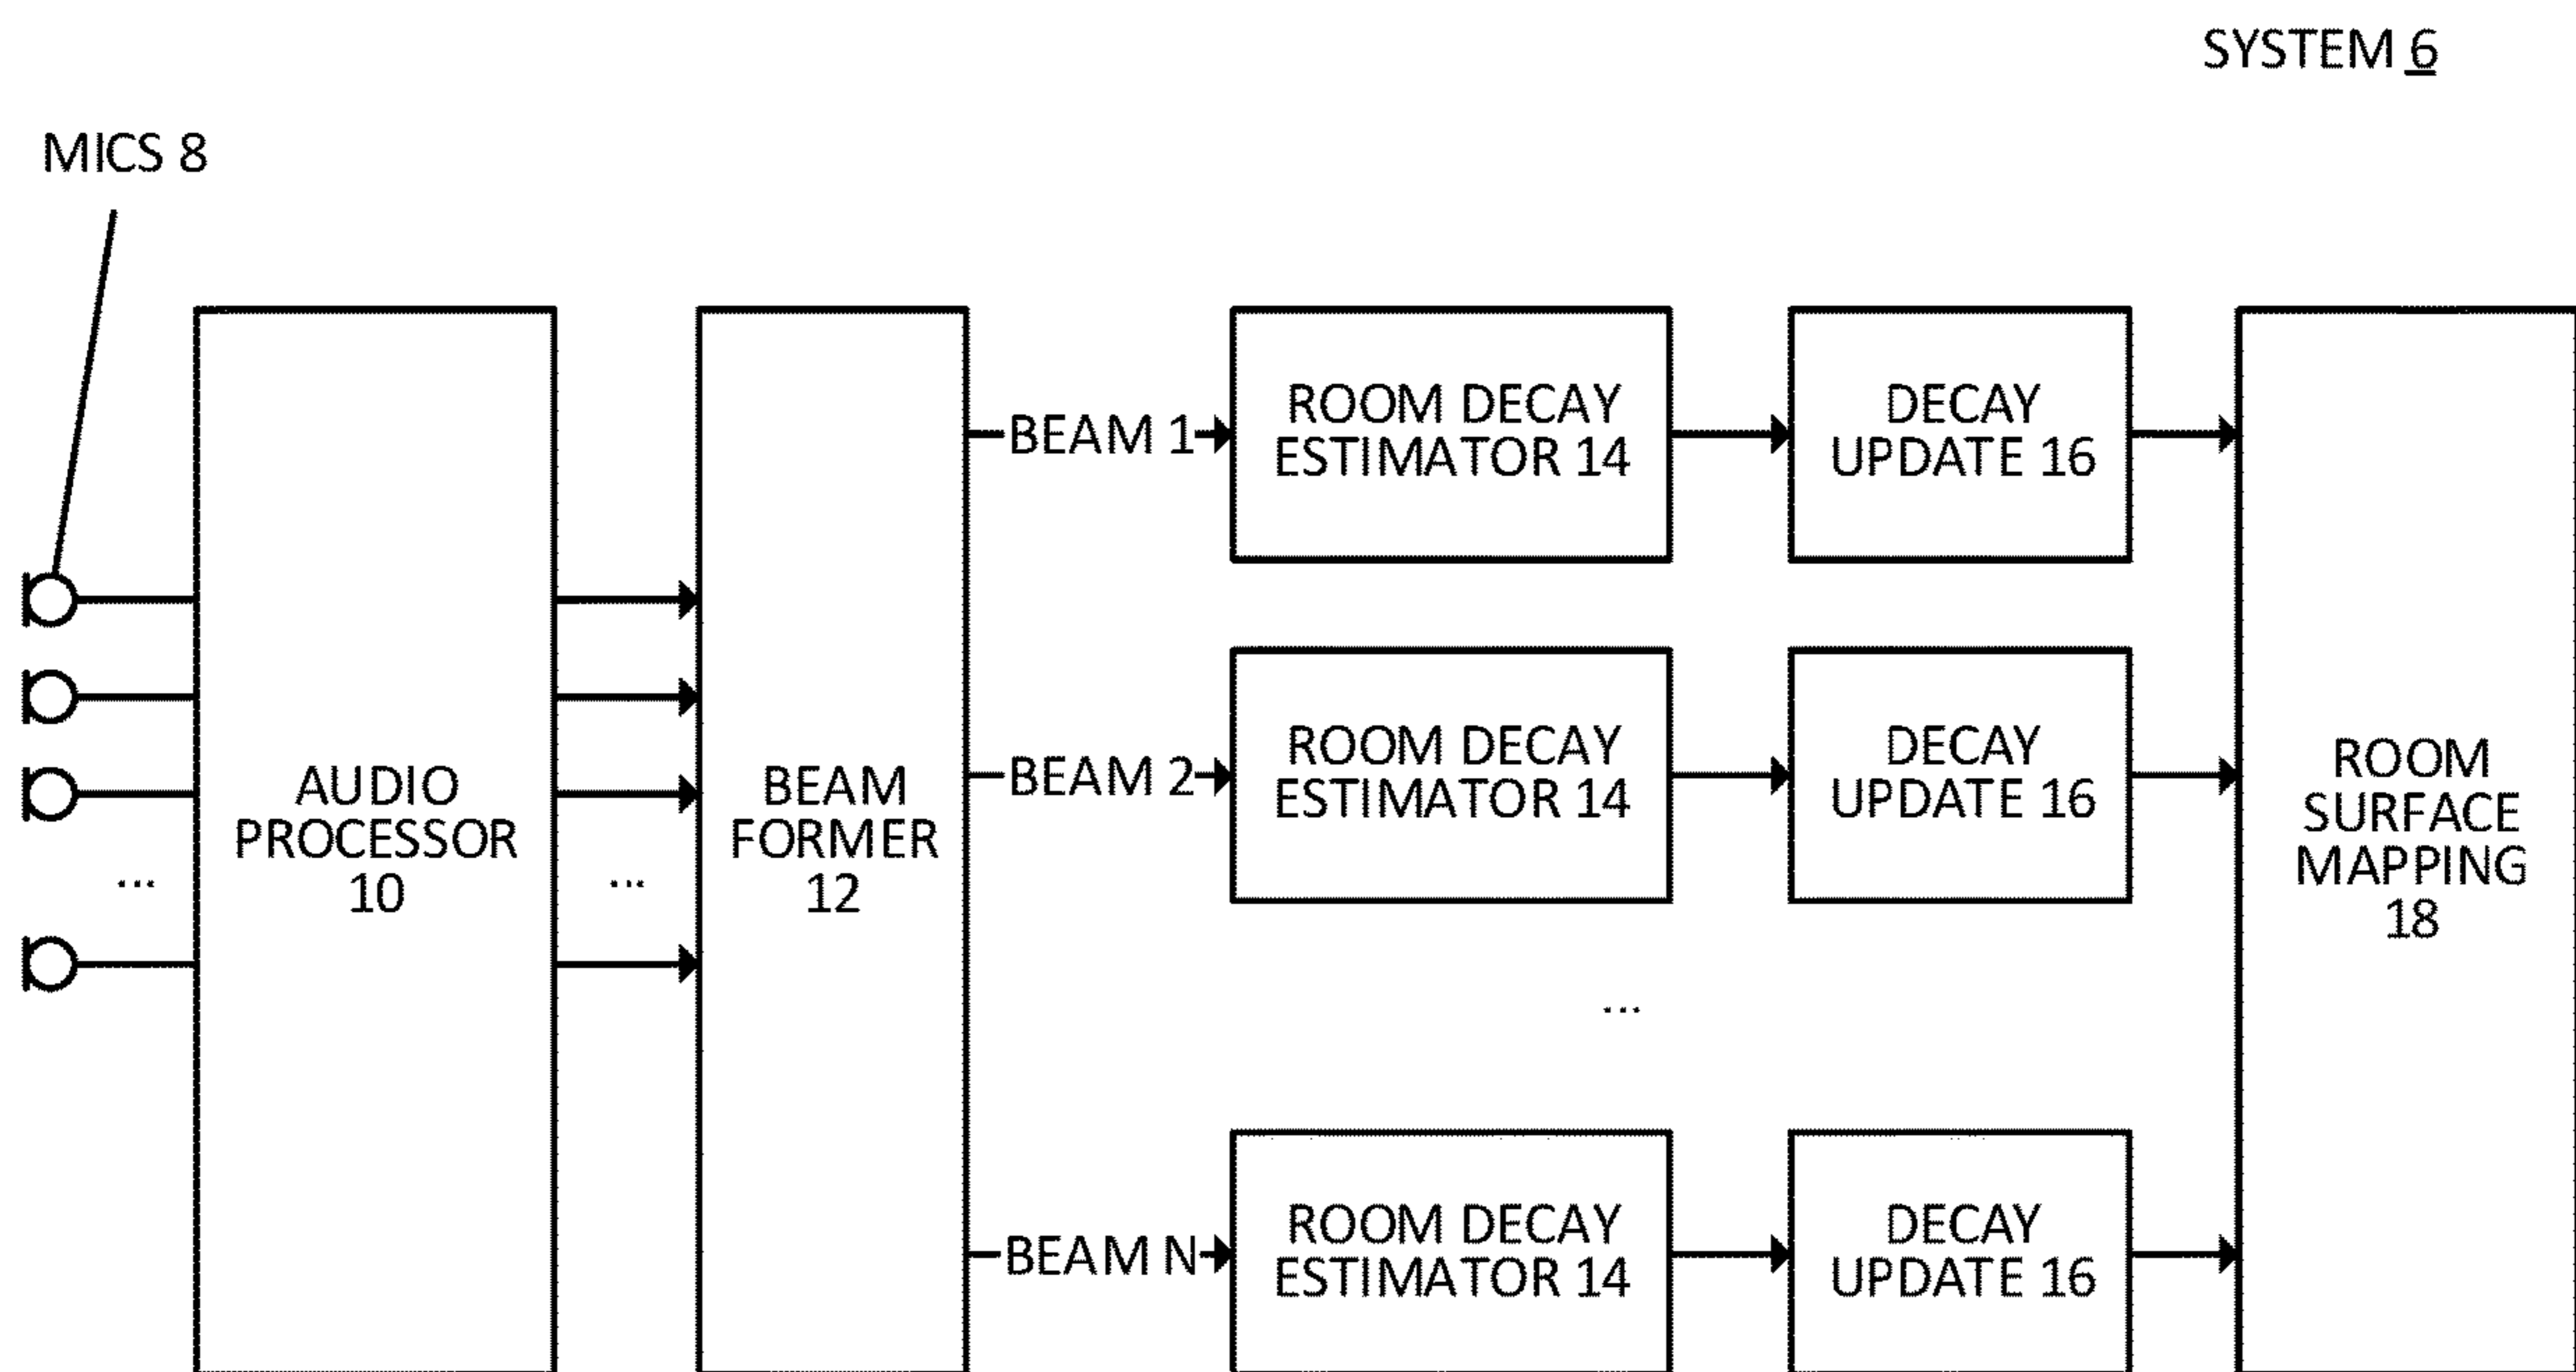 SYSTEM 6
MICS 8
AUDIO
PROCESSOR
10
...
...
BEAM
FORMER
12
BEAM 1
ROOM DECAY
ESTIMATOR 14
DECAY
UPDATE 16
BEAM 2
ROOM DECAY
ESTIMATOR 14
DECAY
UPDATE 16
...
BEAM N
ROOM DECAY
ESTIMATOR 14
DECAY
UPDATE 16
ROOM
SURFACE
MAPPING
18